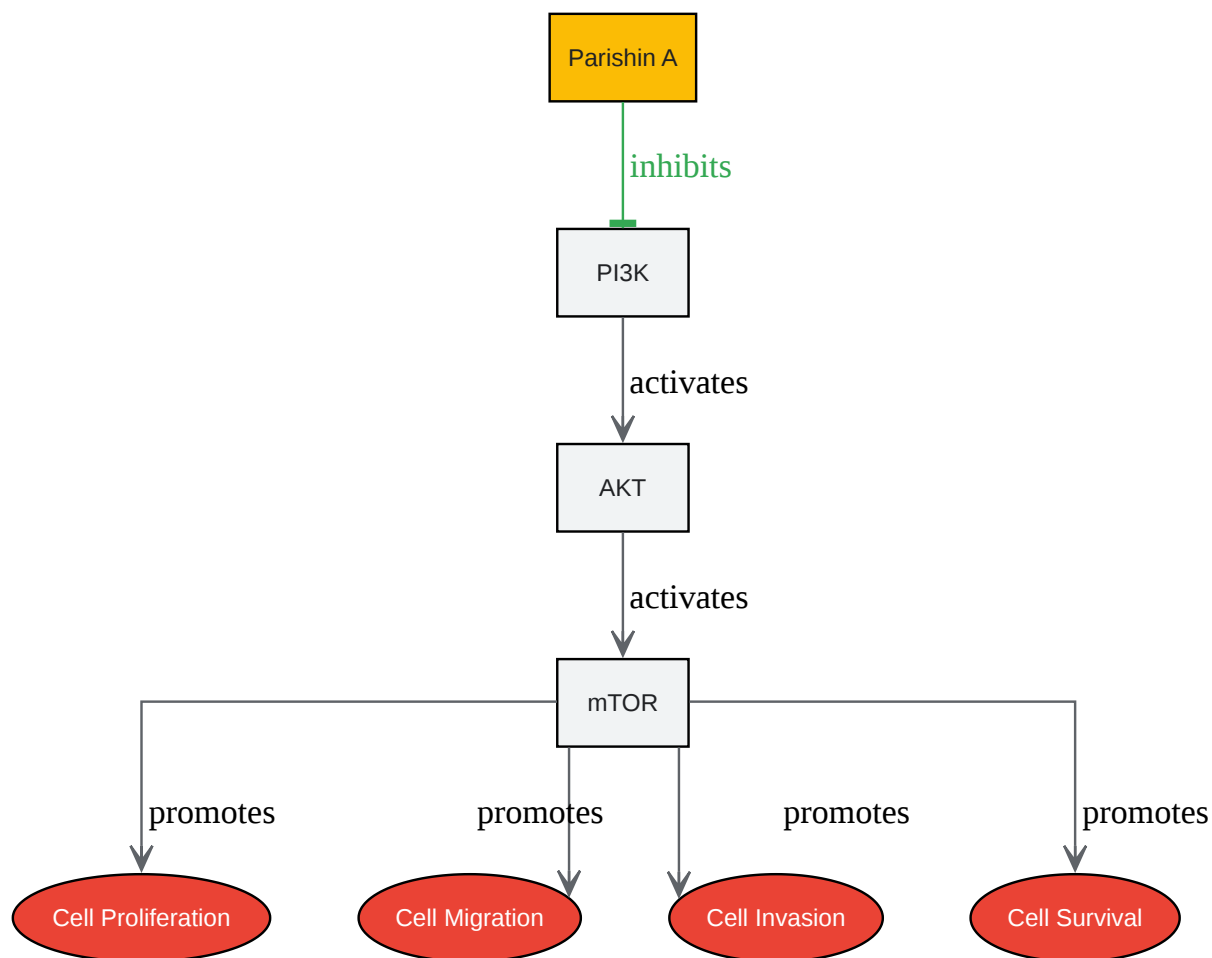 Parishin A
inhibits
PI3K
activates
AKT
activates
mTOR
promotes
promotes
promotes
promotes
Cell Proliferation
Cell Migration
Cell Invasion
Cell Survival